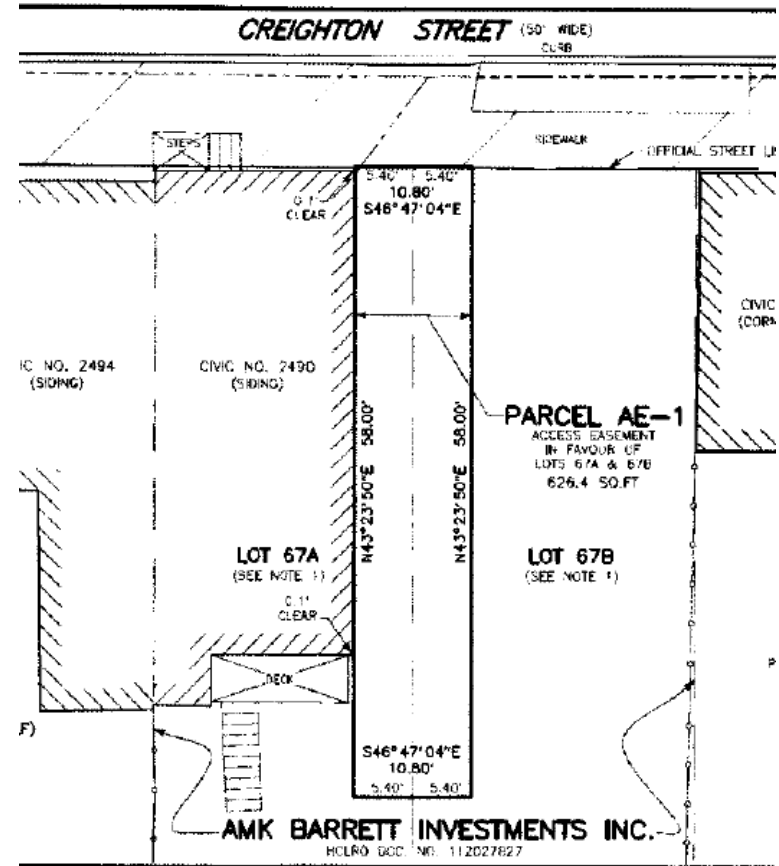 CREIGHTON STREET (50' WIDE)
CURB
STEPS
SIDEWALK
OFFICIAL STREET
5.40' 5.40'
10.80'
S46°47'04"E
0.1'
CLEAR
CIVIC
NO. 2494
(SIDING)
CIVIC NO. 2490
(SIDING)
PARCEL AE-1
ACCESS EASEMENT
IN FAVOUR OF
LOTS 67A & 67B
626.4 SQ.FT
N43°23'50"E 58.00'
N43°23'50"E 58.00'
LOT 67A
(SEE NOTE 1)
LOT 67B
(SEE NOTE 1)
0.1'
CLEAR
DECK
S46°47'04"E
10.80'
5.40' 5.40'
AMK BARRETT INVESTMENTS INC.
HCLRO DOC. NO. 112027827